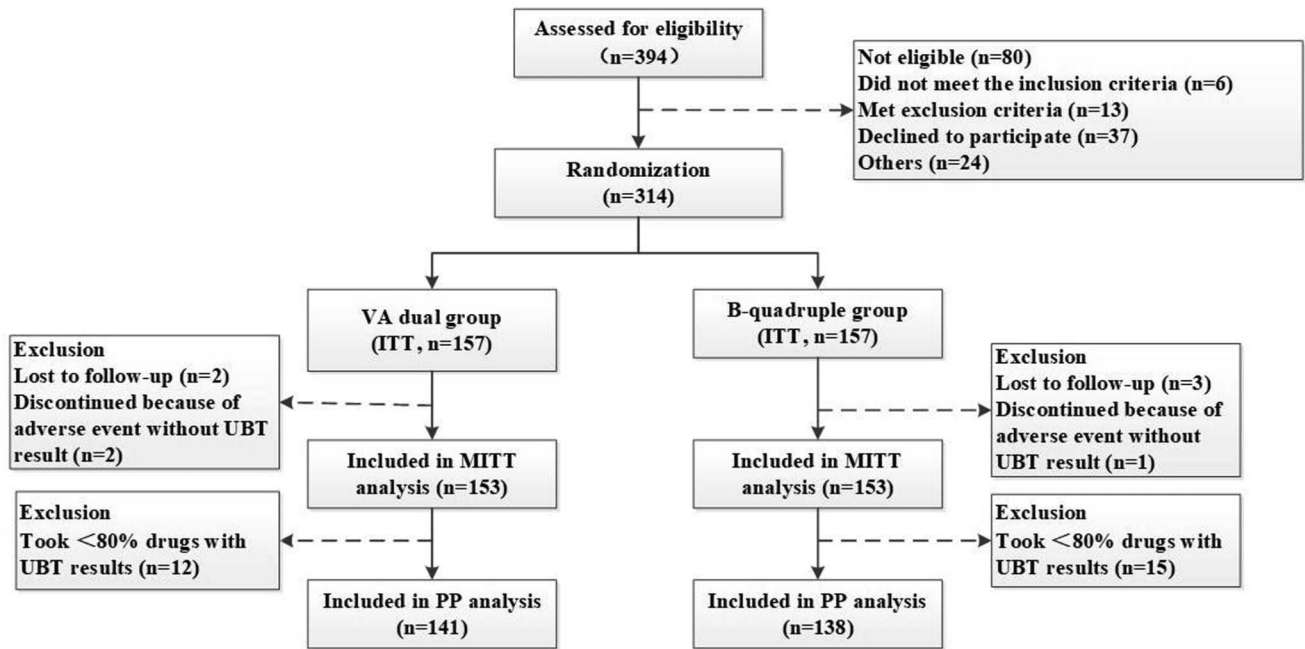 Assessed for eligibility
(n=394)
Not eligible (n=80)
Did not meet the inclusion criteria (n=6)
Met exclusion criteria (n=13)
Declined to participate (n=37)
Others (n=24)
Randomization
(n=314)
VA dual group
(ITT, n=157)
B-quadruple group
(ITT, n=157)
Exclusion
Lost to follow-up (n=2)
Discontinued because of
adverse event without UBT
result (n=2)
Exclusion
Lost to follow-up (n=3)
Discontinued because of
adverse event without
UBT result (n=1)
Included in MITT
analysis (n=153)
Included in MITT
analysis (n=153)
Exclusion
Took <80% drugs with
UBT results (n=12)
Exclusion
Took <80% drugs with
UBT results (n=15)
Included in PP analysis
(n=141)
Included in PP analysis
(n=138)